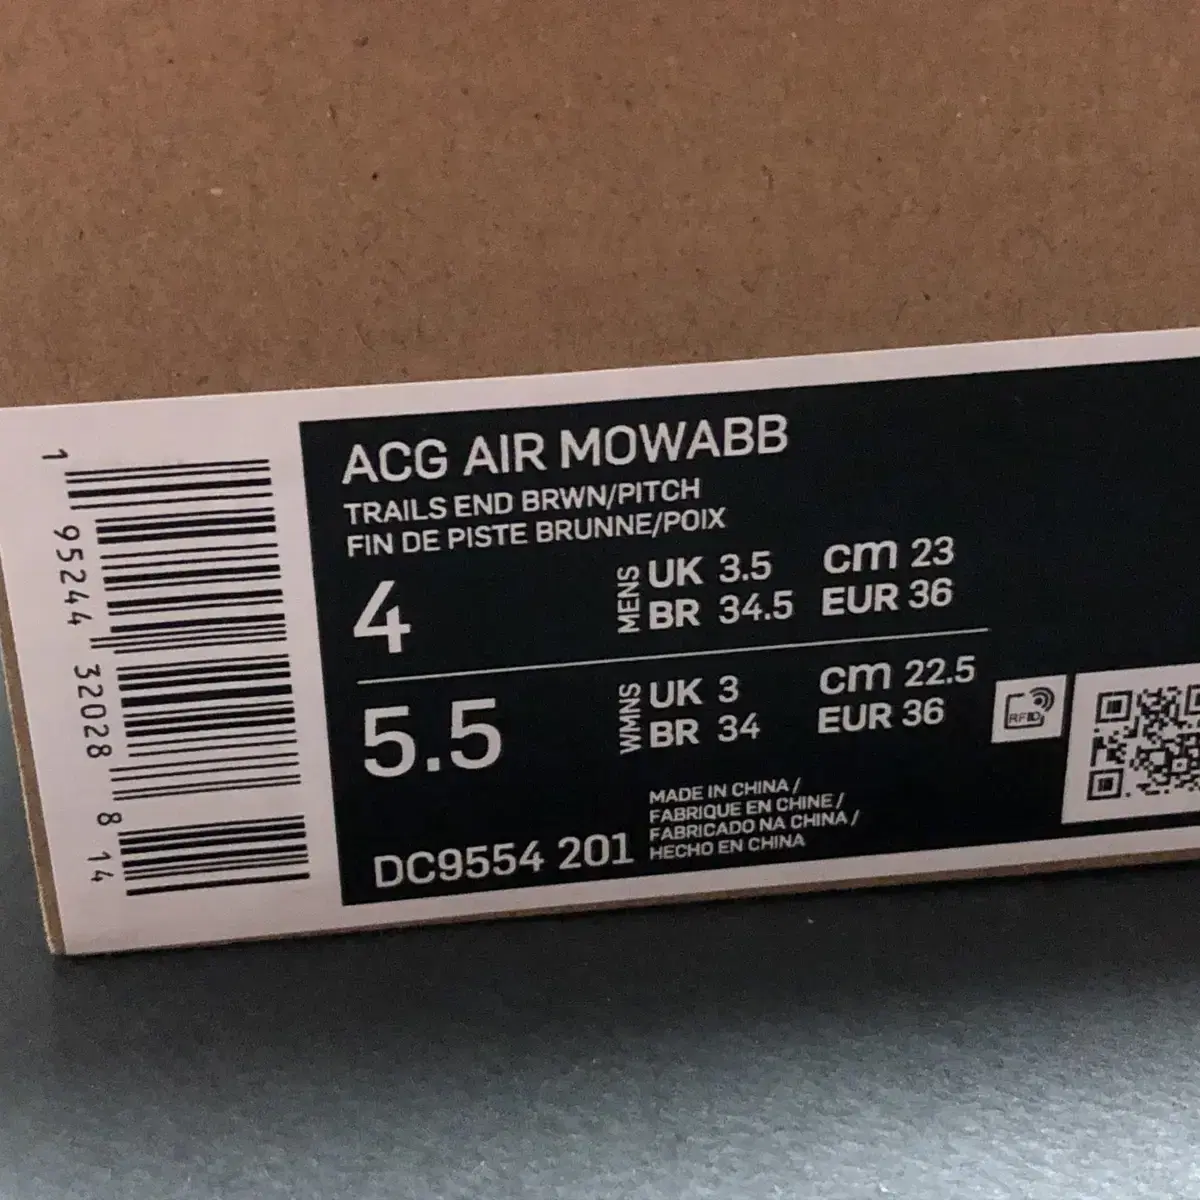 ACG AIR MOWABB
TRAILS END BRWN/PITCH
FIN DE PISTE BRUNNE/POIX
4
MENS
UK 3.5 cm 23
BR 34.5 EUR 36
5.5
WMNS
UK 3 cm 22.5
BR 34 EUR 36
RFID
MADE IN CHINA /
FABRIQUE EN CHINE /
FABRICADO NA CHINA /
HECHO EN CHINA
DC9554 201
1 95244 32028 8 14